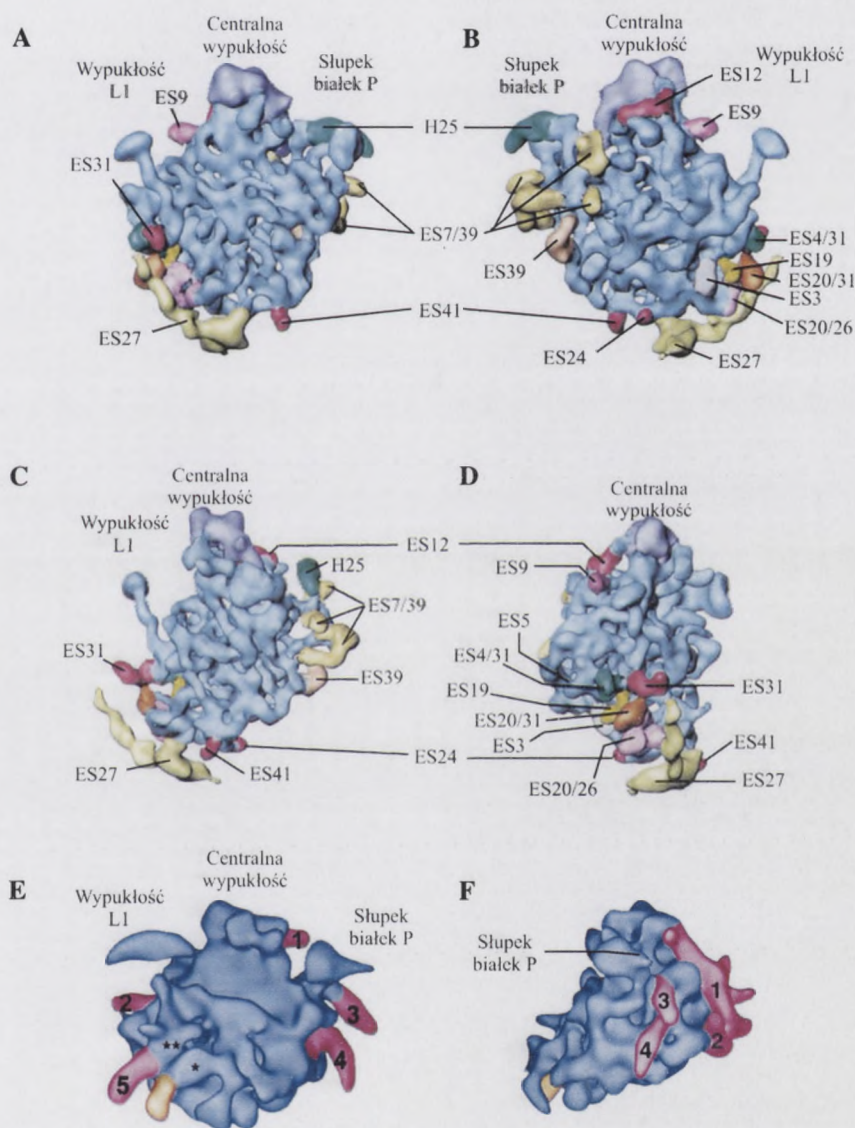 A
Centralna
wypukłość
Wypukłość
L1
Słupek
białek P
ES9
ES31
ES27
B
Centralna
wypukłość
Słupek
białek P
Wypukłość
L1
ES12
ES9
H25
ES7/39
ES39
ES41
ES24
ES27
ES4/31
ES19
ES20/31
ES3
ES20/26
C
Centralna
wypukłość
Wypukłość
L1
ES12
H25
ES7/39
ES31
ES39
ES24
ES27
ES41
D
Centralna
wypukłość
ES9
ES5
ES4/31
ES19
ES20/31
ES3
ES20/26
ES31
ES41
ES27
E
Centralna
wypukłość
Wypukłość
L1
Słupek
białek P
1
2
3
4
5
**
*
F
Słupek
białek P
1
2
3
4